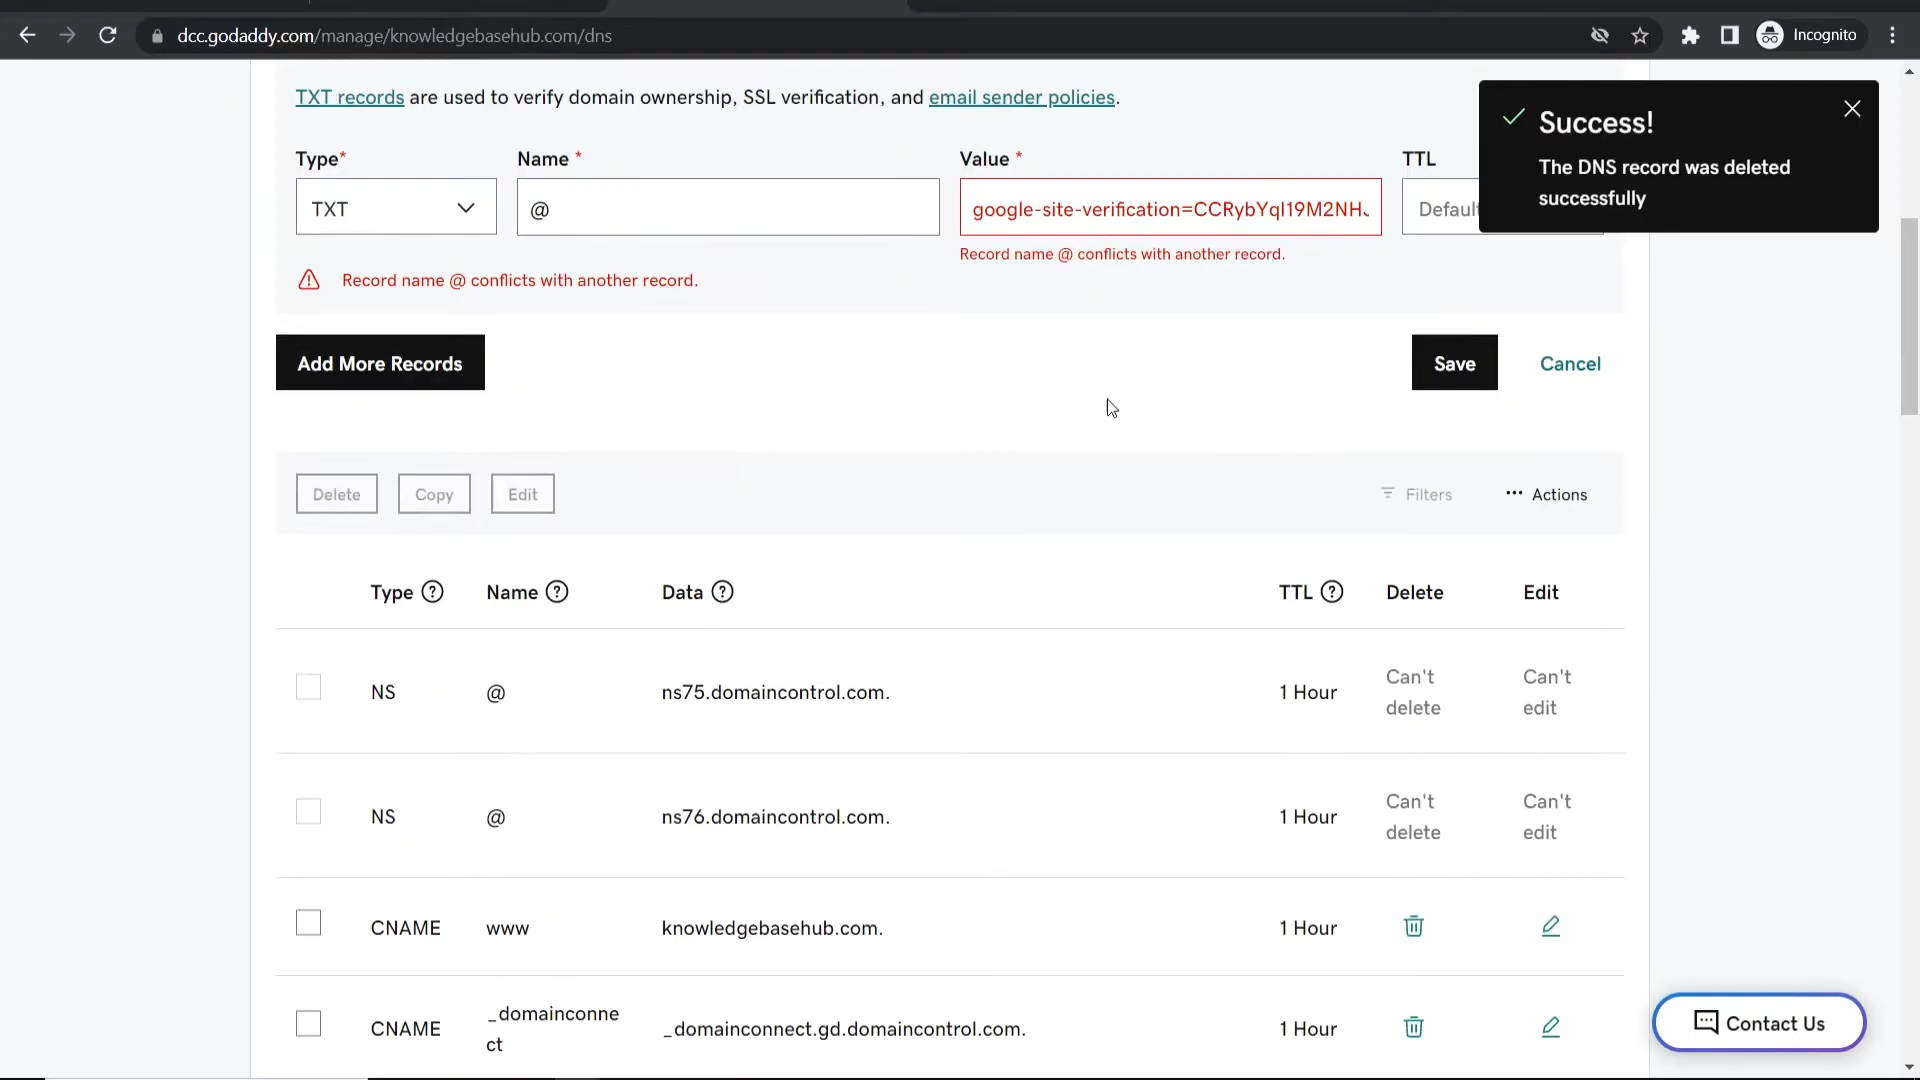 dcc.godaddy.com/manage/knowledgebasehub.com/dns
Incognito
TXT records are used to verify domain ownership, SSL verification, and email sender policies.
Success!
The DNS record was deleted
successfully
Type* Name * Value * TTL
TXT @ google-site-verification=CCRybYqI19M2NH Default
Record name @ conflicts with another record.
Record name @ conflicts with another record.
Add More Records Save Cancel
Delete Copy Edit Filters ... Actions
Type ? Name ? Data ? TTL ? Delete Edit
NS @ ns75.domaincontrol.com. 1 Hour Can't delete Can't edit
NS @ ns76.domaincontrol.com. 1 Hour Can't delete Can't edit
CNAME www knowledgebasehub.com. 1 Hour
CNAME _domainconnect _domainconnect.gd.domaincontrol.com. 1 Hour
Contact Us